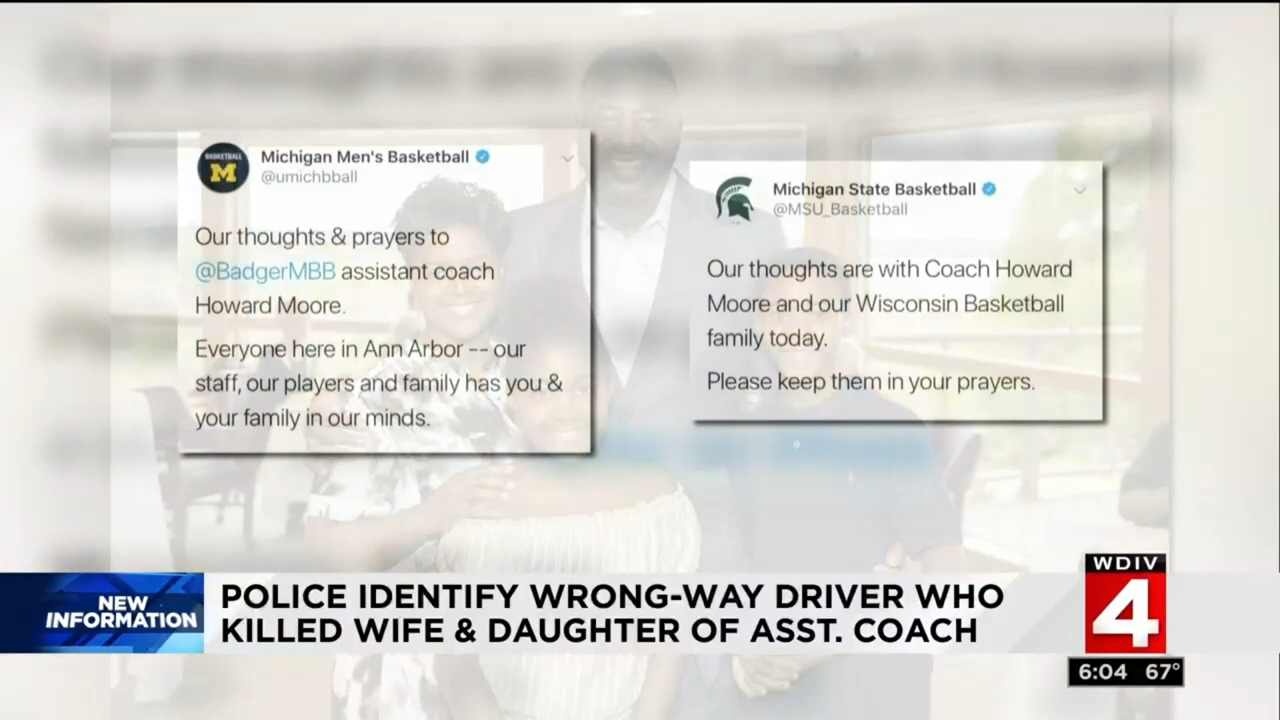 BASKETBALL
M
Michigan Men's Basketball
@umichbball
Our thoughts & prayers to
@BadgerMBB assistant coach
Howard Moore.
Everyone here in Ann Arbor -- our
staff, our players and family has you &
your family in our minds.
Michigan State Basketball
@MSU_Basketball
Our thoughts are with Coach Howard
Moore and our Wisconsin Basketball
family today.
Please keep them in your prayers.
NEW
INFORMATION
POLICE IDENTIFY WRONG-WAY DRIVER WHO
KILLED WIFE & DAUGHTER OF ASST. COACH
WDIV
4
6:04 67°